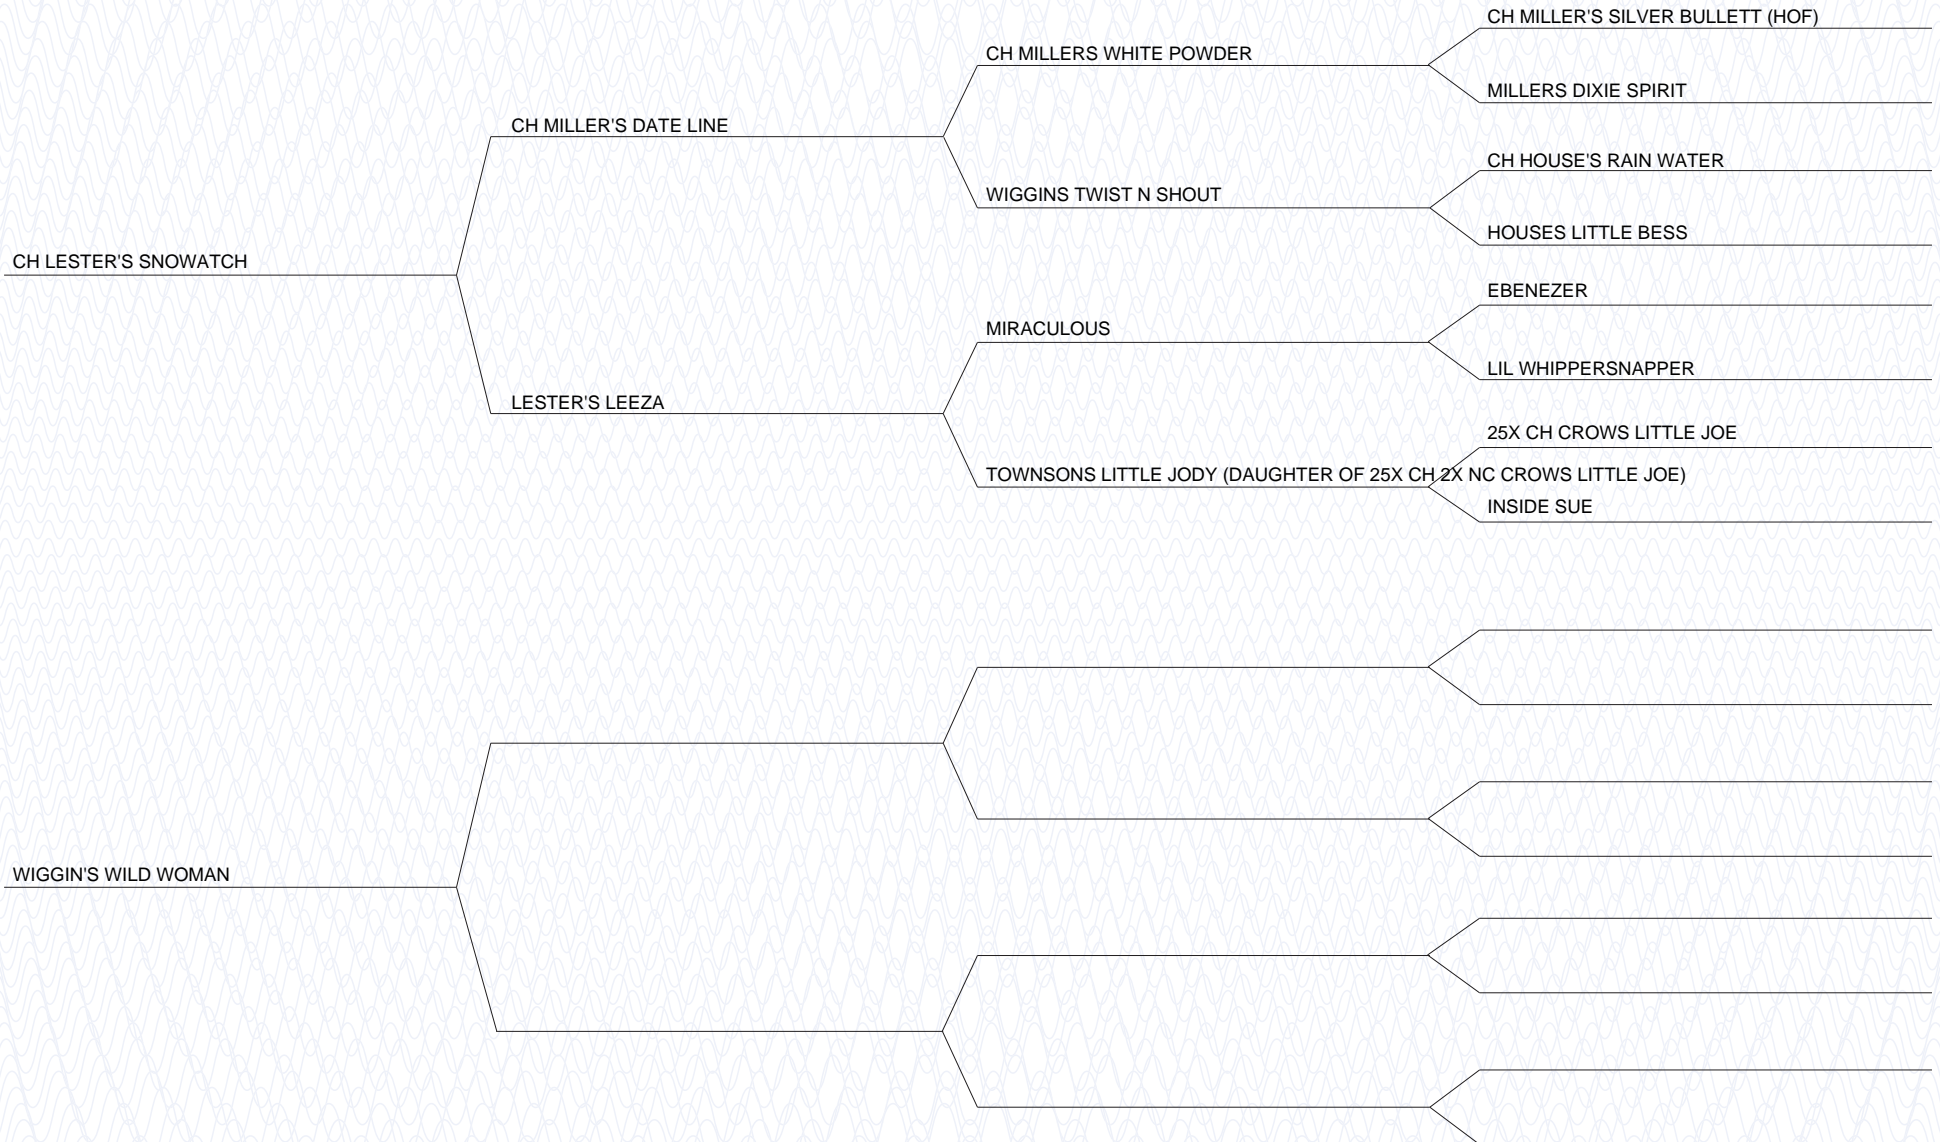 CH MILLER'S SILVER BULLETT (HOF)
CH MILLERS WHITE POWDER
MILLERS DIXIE SPIRIT
CH MILLER'S DATE LINE
CH HOUSE'S RAIN WATER
WIGGINS TWIST N SHOUT
HOUSES LITTLE BESS
CH LESTER'S SNOWATCH
EBENEZER
MIRACULOUS
LIL WHIPPERSNAPPER
LESTER'S LEEZA
25X CH CROWS LITTLE JOE
TOWNSONS LITTLE JODY (DAUGHTER OF 25X CH 2X NC CROWS LITTLE JOE)
INSIDE SUE
WIGGIN'S WILD WOMAN